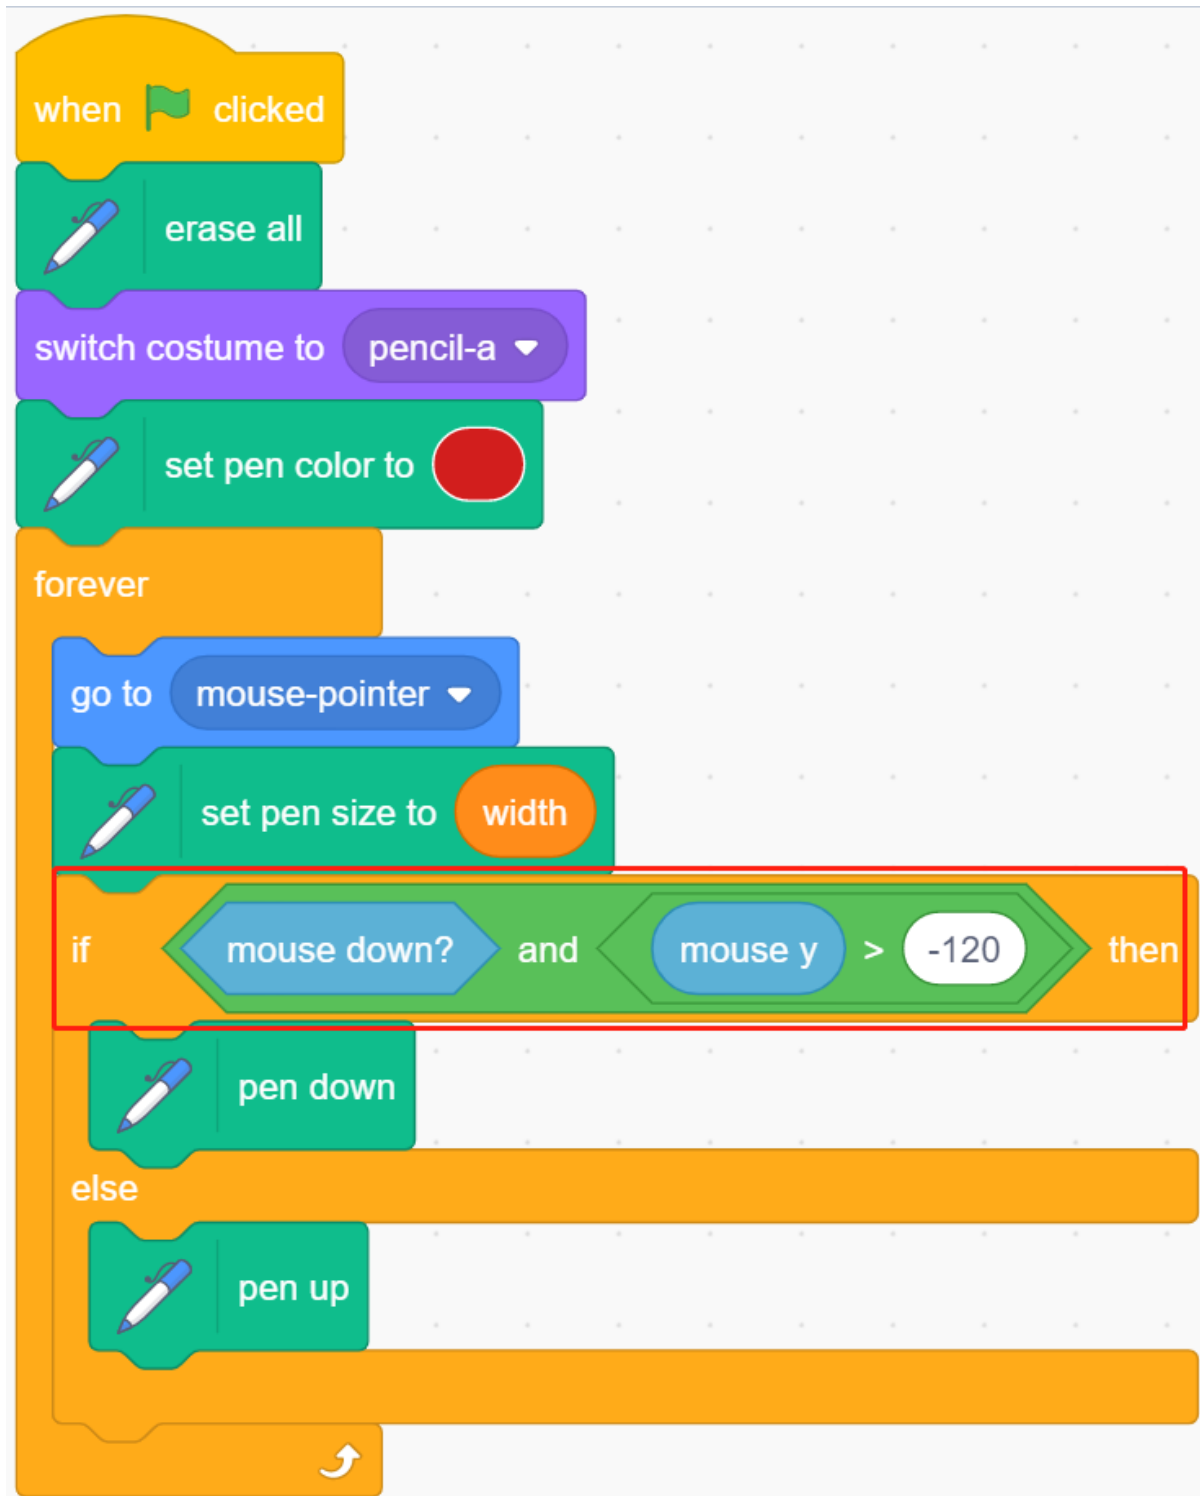 when clicked
erase all
switch costume to pencil-a
set pen color to
forever
go to mouse-pointer
set pen size to width
if mouse down? and mouse y > -120 then
pen down
else
pen up